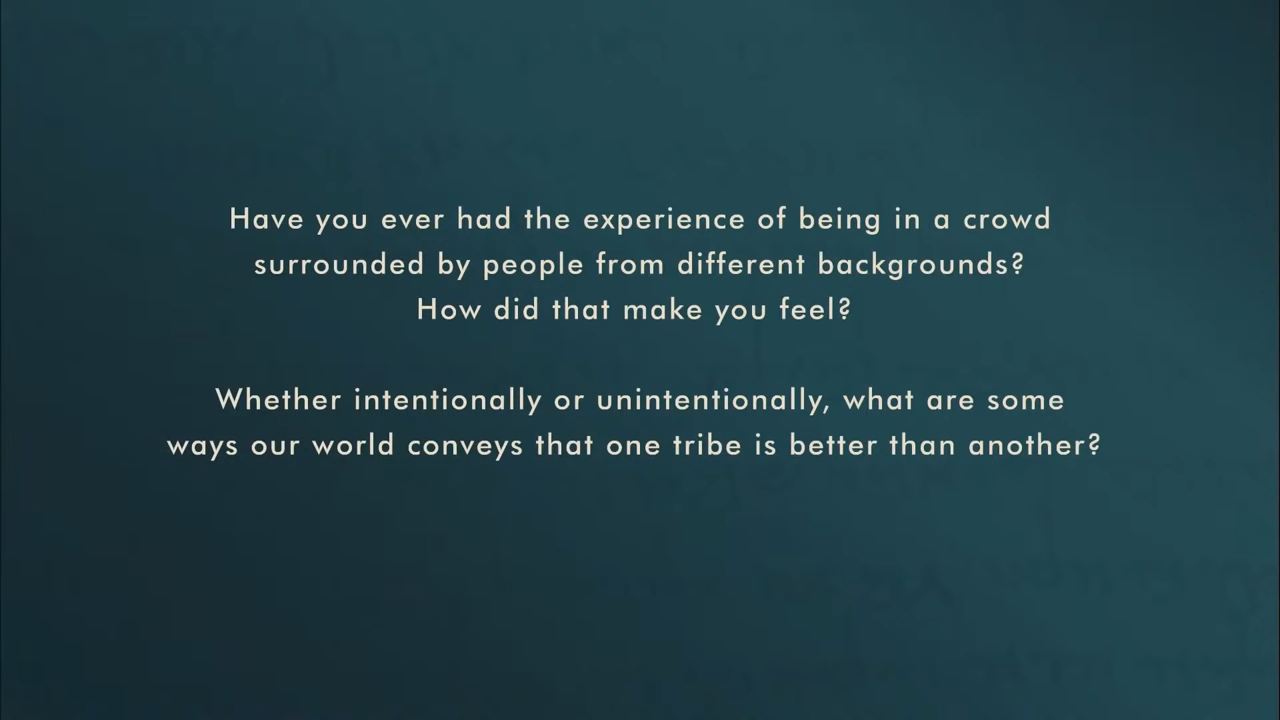 Have you ever had the experience of being in a crowd
surrounded by people from different backgrounds?
How did that make you feel?
Whether intentionally or unintentionally, what are some
ways our world conveys that one tribe is better than another?